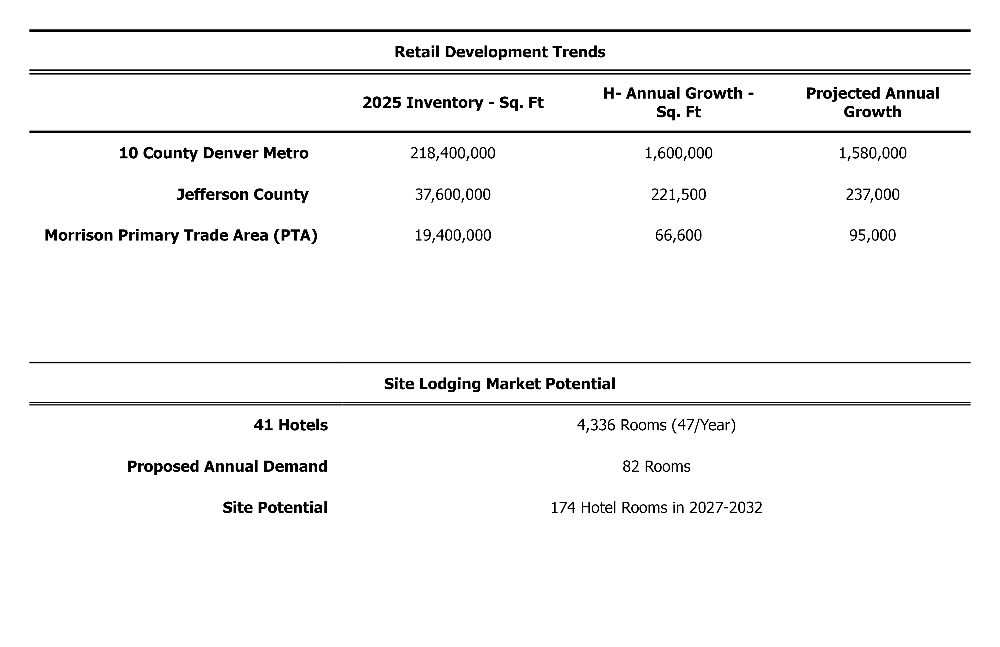 Retail Development Trends
2025 Inventory - Sq. Ft
H- Annual Growth -
Sq. Ft
Projected Annual
Growth
10 County Denver Metro 218,400,000 1,600,000 1,580,000
Jefferson County 37,600,000 221,500 237,000
Morrison Primary Trade Area (PTA) 19,400,000 66,600 95,000
Site Lodging Market Potential
41 Hotels 4,336 Rooms (47/Year)
Proposed Annual Demand 82 Rooms
Site Potential 174 Hotel Rooms in 2027-2032